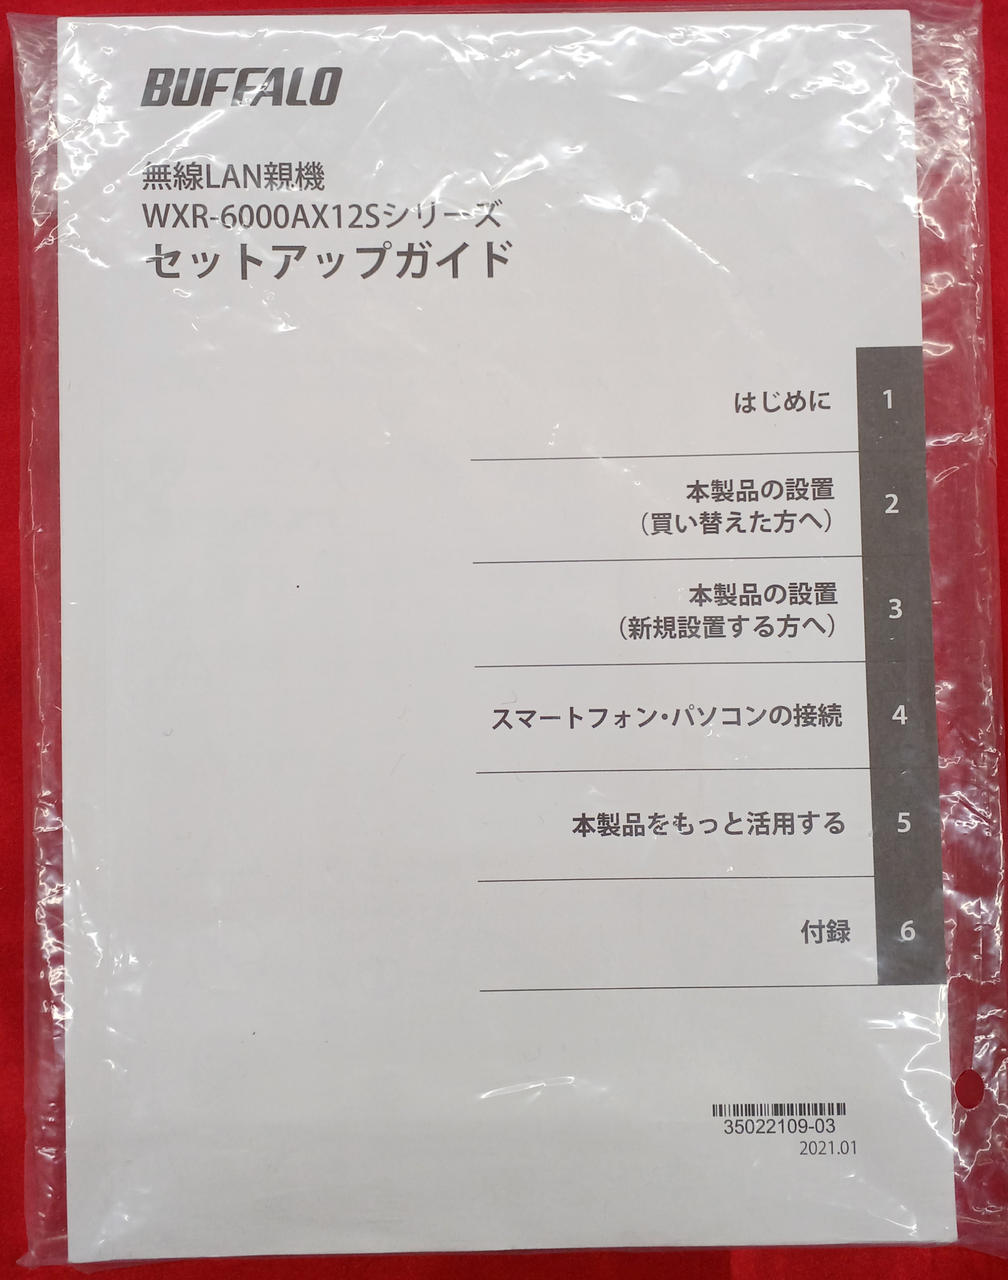 BUFFALO
無線LAN親機
WXR-6000AX12Sシリーズ
セットアップガイド
はじめに 1
本製品の設置
（買い替えた方へ） 2
本製品の設置
（新規設置する方へ） 3
スマートフォン・パソコンの接続 4
本製品をもっと活用する 5
付録 6
35022109-03
2021.01